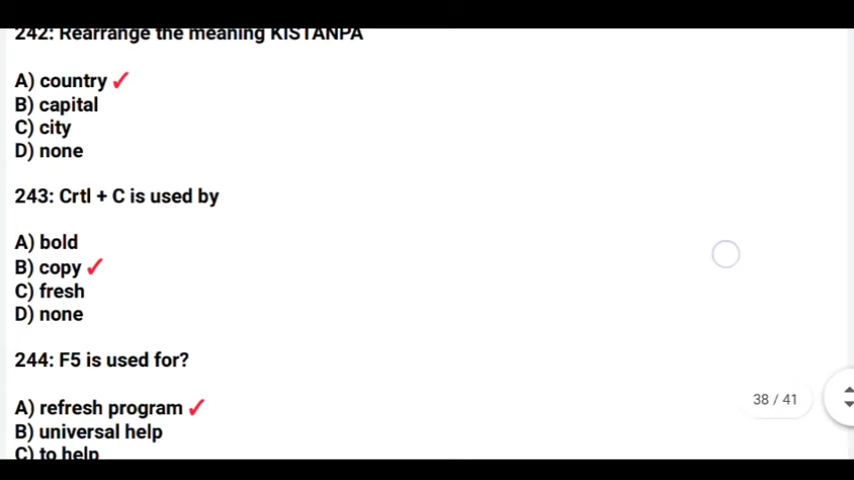 242: Rearrange the meaning KISTANPA
A) country ✓
B) capital
C) city
D) none
243: Crtl + C is used by
A) bold
B) copy ✓
C) fresh
D) none
244: F5 is used for?
A) refresh program ✓
B) universal help
C) to help
38 / 41